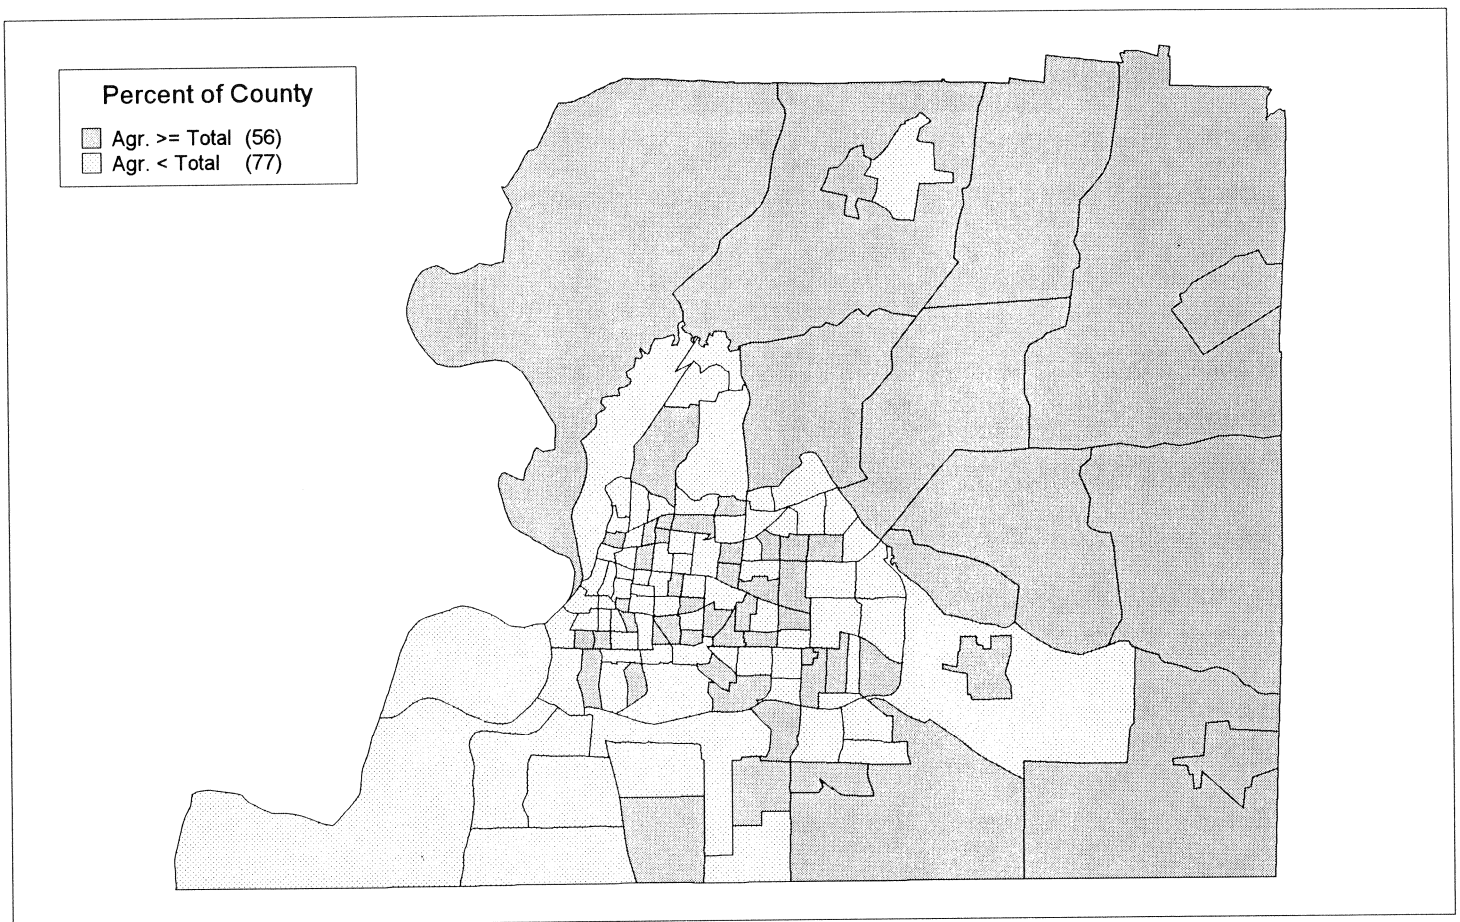 Percent of County
Agr. >= Total (56)
Agr. < Total (77)